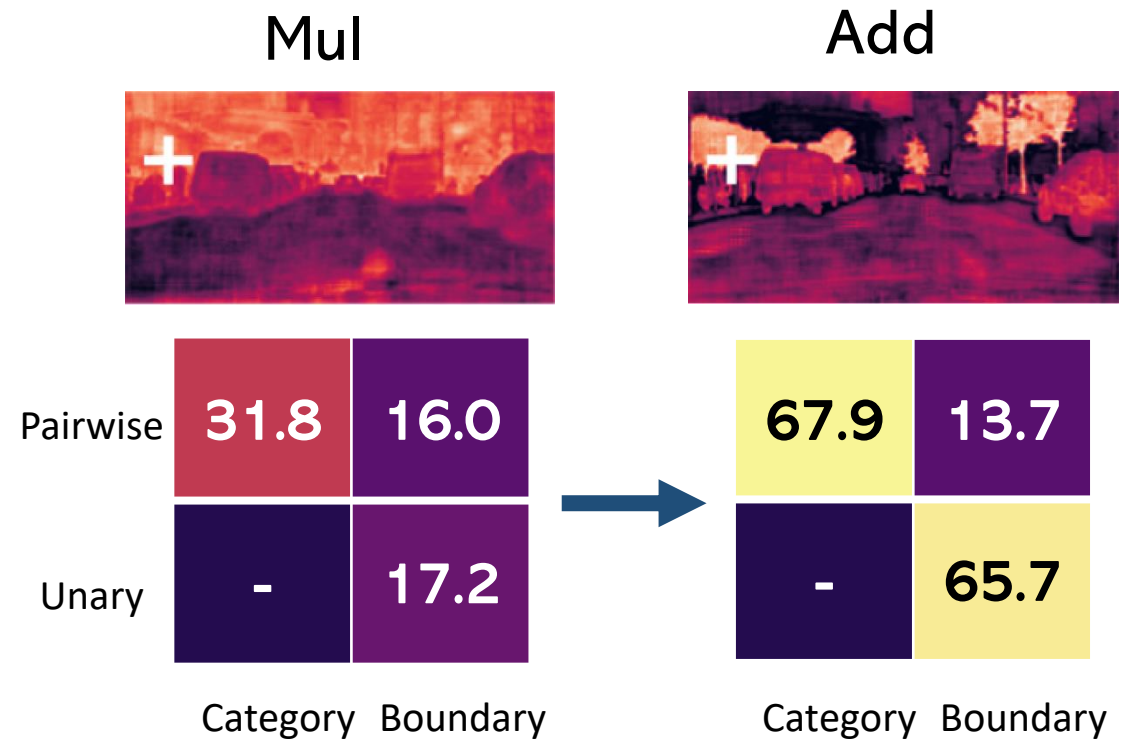 Mul
Add
Pairwise
31.8
16.0
67.9
13.7
Unary
-
17.2
-
65.7
Category
Boundary
Category
Boundary